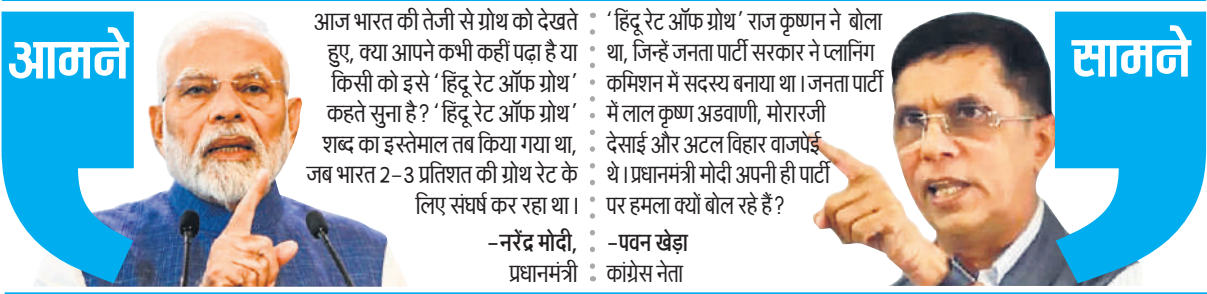 आमने
आज भारत की तेजी से ग्रोथ को देखते
हुए, क्या आपने कभी कहीं पढ़ा है या
किसी को इसे ‘हिंदू रेट ऑफ ग्रोथ’
कहते सुना है? ‘हिंदू रेट ऑफ ग्रोथ’
शब्द का इस्तेमाल तब किया गया था,
जब भारत 2-3 प्रतिशत की ग्रोथ रेट के
लिए संघर्ष कर रहा था।
-नरेंद्र मोदी,
प्रधानमंत्री
‘हिंदू रेट ऑफ ग्रोथ’ राज कृष्णन ने बोला
था, जिन्हें जनता पार्टी सरकार ने प्लानिंग
कमिशन में सदस्य बनाया था। जनता पार्टी
में लाल कृष्ण अडवाणी, मोरारजी
देसाई और अटल विहार वाजपेई
थे। प्रधानमंत्री मोदी अपनी ही पार्टी
पर हमला क्यों बोल रहे हैं?
-पवन खेड़ा
कांग्रेस नेता
सामने